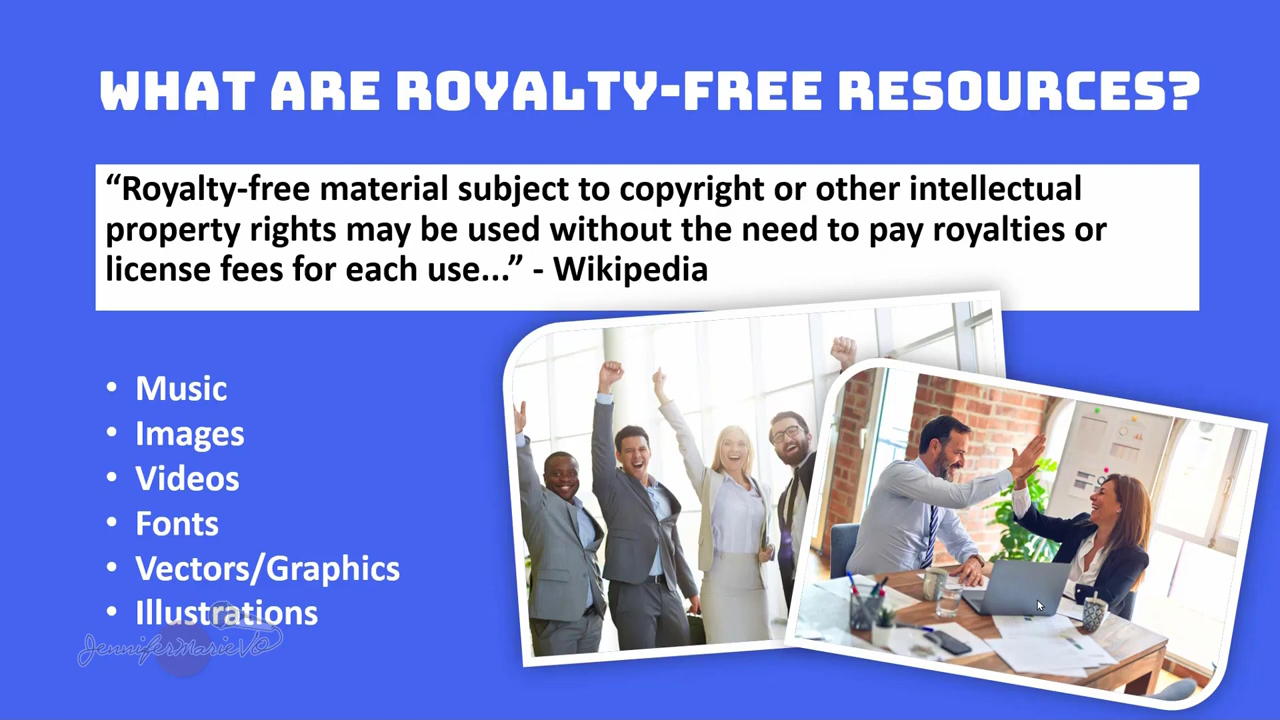 WHAT ARE ROYALTY-FREE RESOURCES?
“Royalty-free material subject to copyright or other intellectual
property rights may be used without the need to pay royalties or
license fees for each use...” - Wikipedia
• Music
• Images
• Videos
• Fonts
• Vectors/Graphics
• Illustrations
JenniferMarieVO